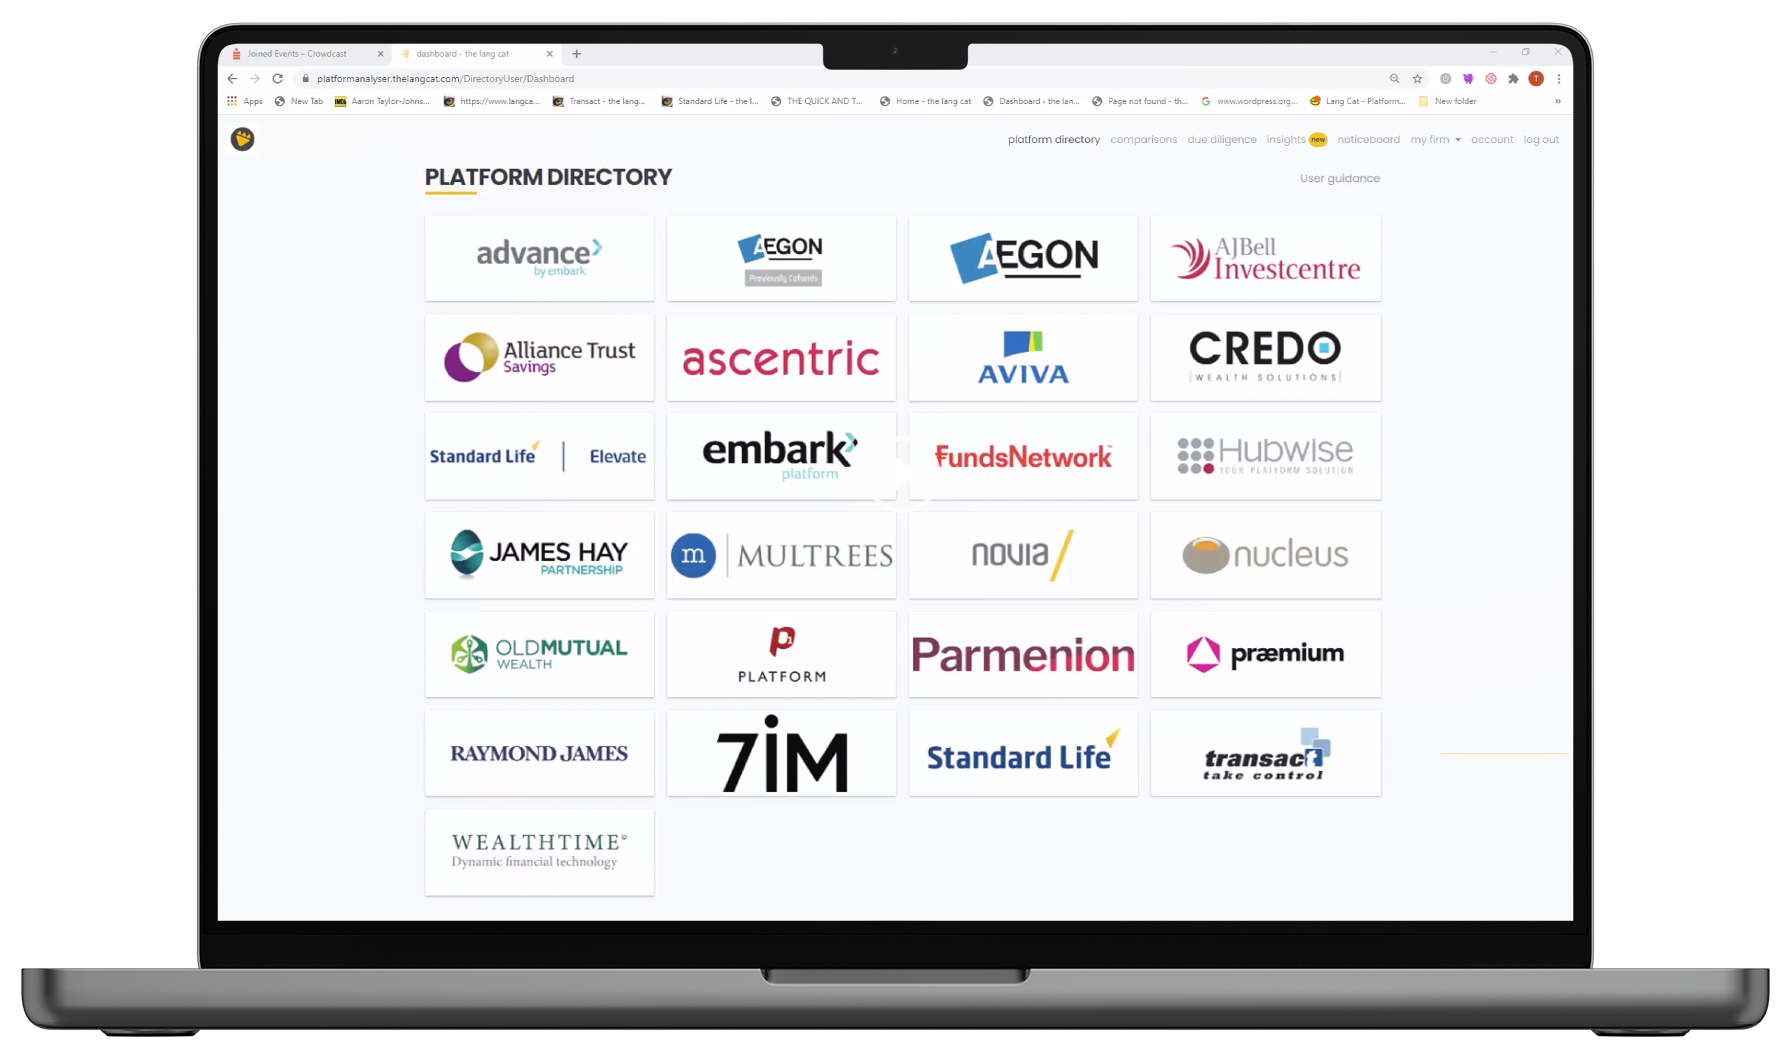 Joined Events – Crowdcast
dashboard - the lang cat
platformanalyser.thelangcat.com/DirectoryUser/Dashboard
Apps
New Tab
IMDb
Aaron Taylor-Johns...
https://www.langca...
Transact - the lang...
Standard Life - the l...
THE QUICK AND T...
Home - the lang cat
Dashboard ‹ the lan...
Page not found - th...
www.wordpress.org...
Lang Cat - Platform...
New folder
T
platform directory
comparisons
due diligence
insights new
noticeboard
my firm
account
log out
PLATFORM DIRECTORY
User guidance
advance
by embark
AEGON
Previously Cofunds
AEGON
AJBell
Investcentre
Alliance Trust
Savings
ascentric
AVIVA
CREDO
WEALTH SOLUTIONS
Standard Life | Elevate
embark
platform
FundsNetwork™
Hubwise
YOUR PLATFORM SOLUTION
JAMES HAY
PARTNERSHIP
m | MULTREES
novia
nucleus
OLDMUTUAL
WEALTH
p1
PLATFORM
Parmenion
præmium
RAYMOND JAMES
7iM
Standard Life
transact
take control
WEALTHTIME©
Dynamic financial technology